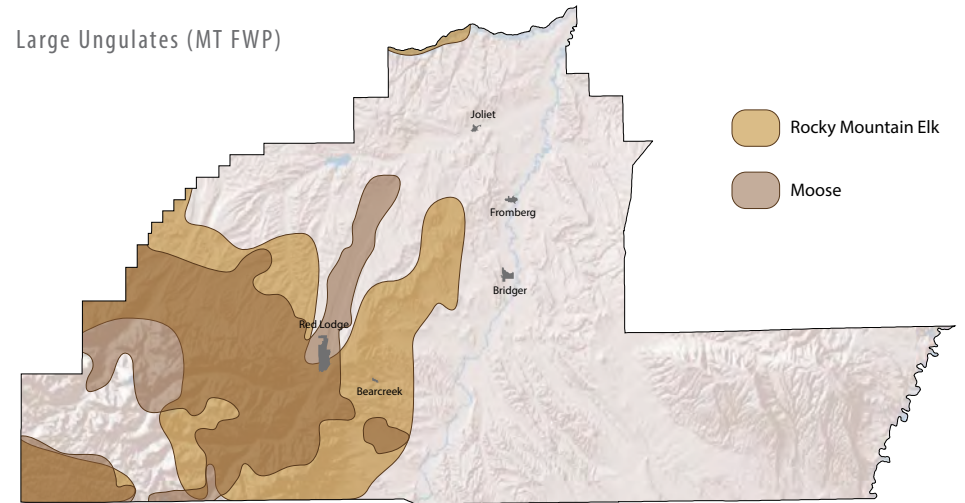 Large Ungulates (MT FWP)
Joliet
Rocky Mountain Elk
Moose
Fromberg
Bridger
Red Lodge
Bearcreek